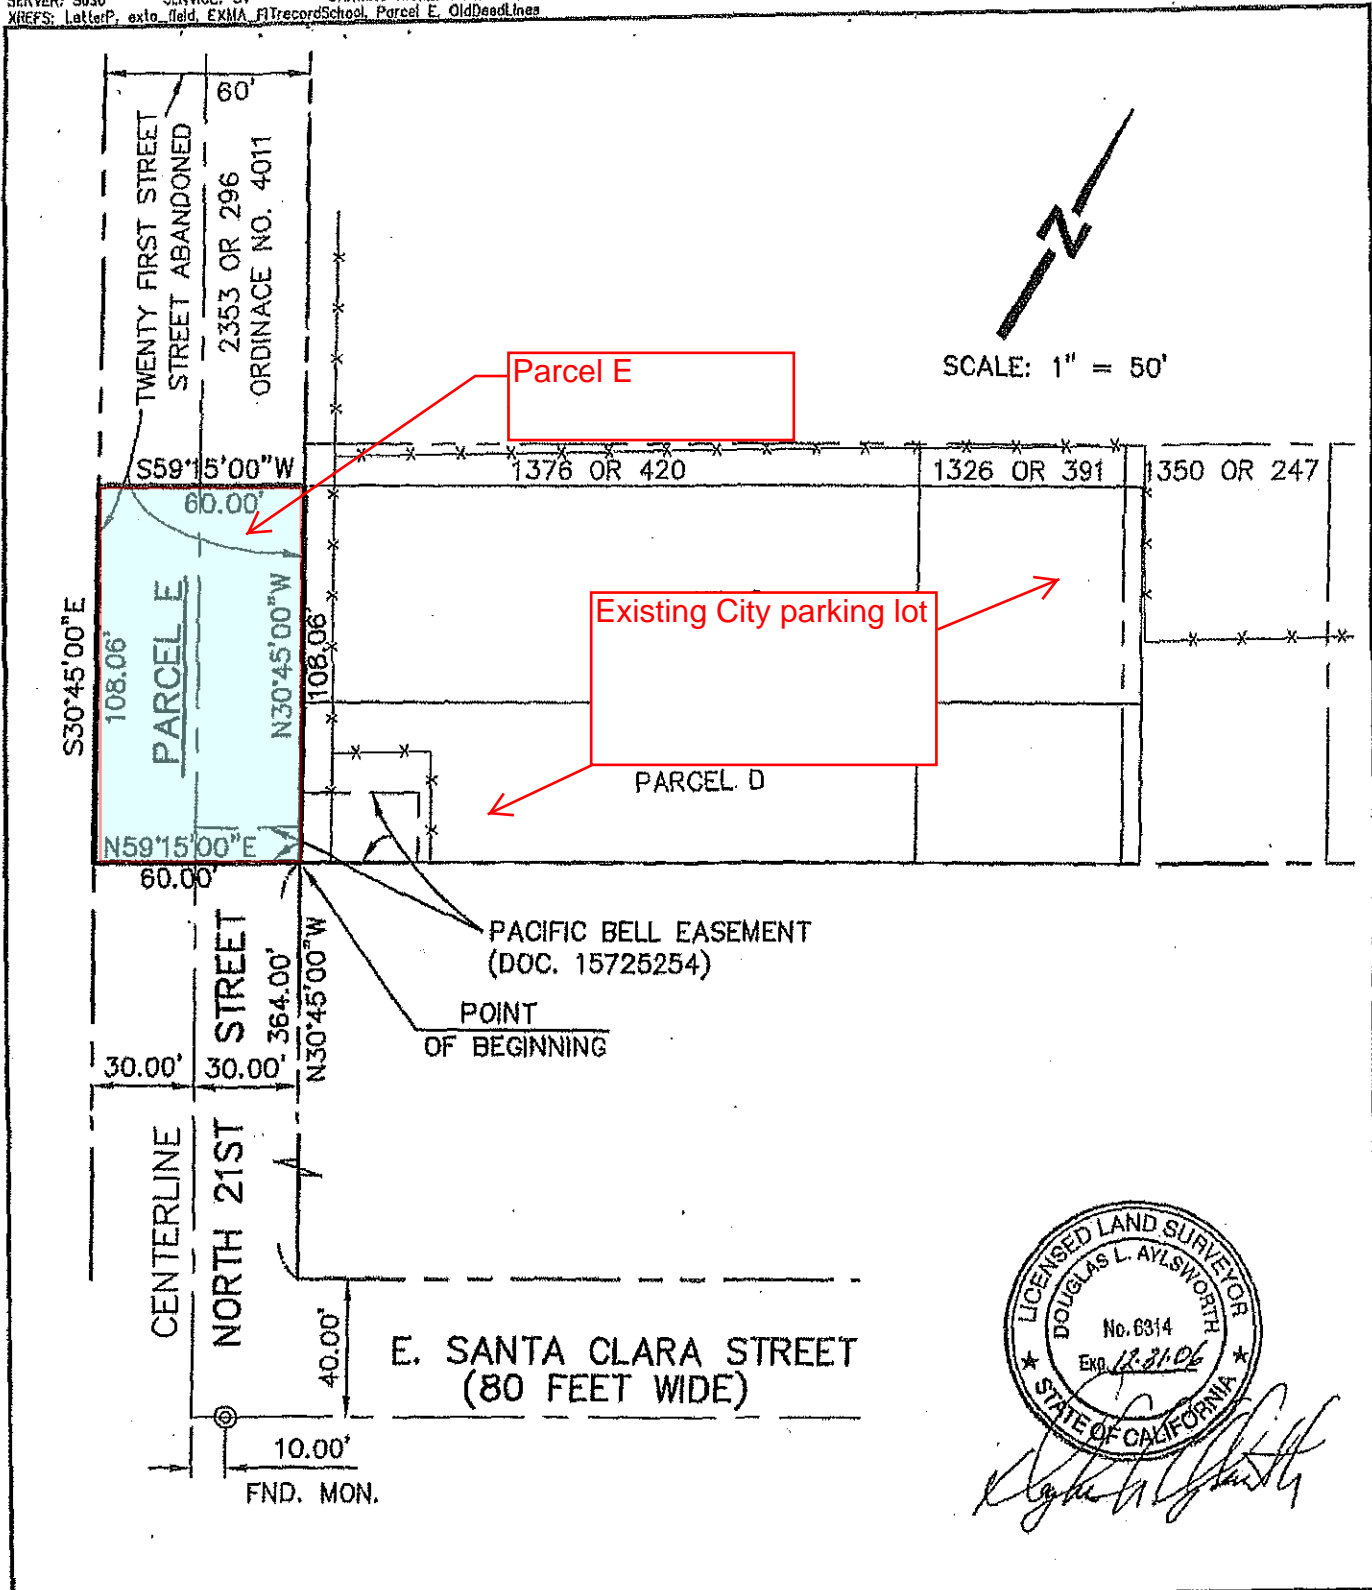 XREFS: LetterP, exto_field, EXMA_FITrecordSchool, Parcel E, OldDeedLines
60'
TWENTY FIRST STREET
STREET ABANDONED
2353 OR 296
ORDINACE NO. 4011
SCALE: 1" = 50'
Parcel E
S59°15'00"W
60.00'
1376 OR 420
1326 OR 391
1350 OR 247
S30°45'00"E
108.06'
PARCEL E
N30°45'00"W
108.06'
Existing City parking lot
PARCEL D
N59°15'00"E
60.00'
PACIFIC BELL EASEMENT
(DOC. 15725254)
POINT
OF BEGINNING
364.00'
N30°45'00"W
30.00'
30.00'
CENTERLINE
NORTH 21ST STREET
40.00'
E. SANTA CLARA STREET
(80 FEET WIDE)
10.00'
FND. MON.
LICENSED LAND SURVEYOR
DOUGLAS L. AYLSWORTH
No. 6314
Exp. 12-31-06
STATE OF CALIFORNIA